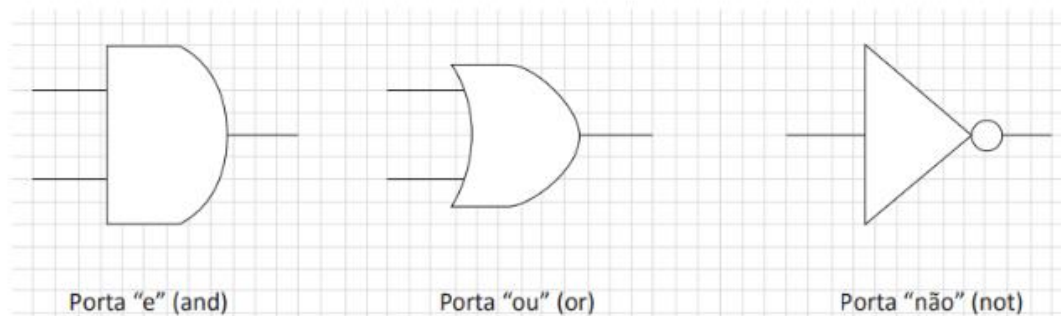 Porta “e” (and)
Porta “ou” (or)
Porta “não” (not)